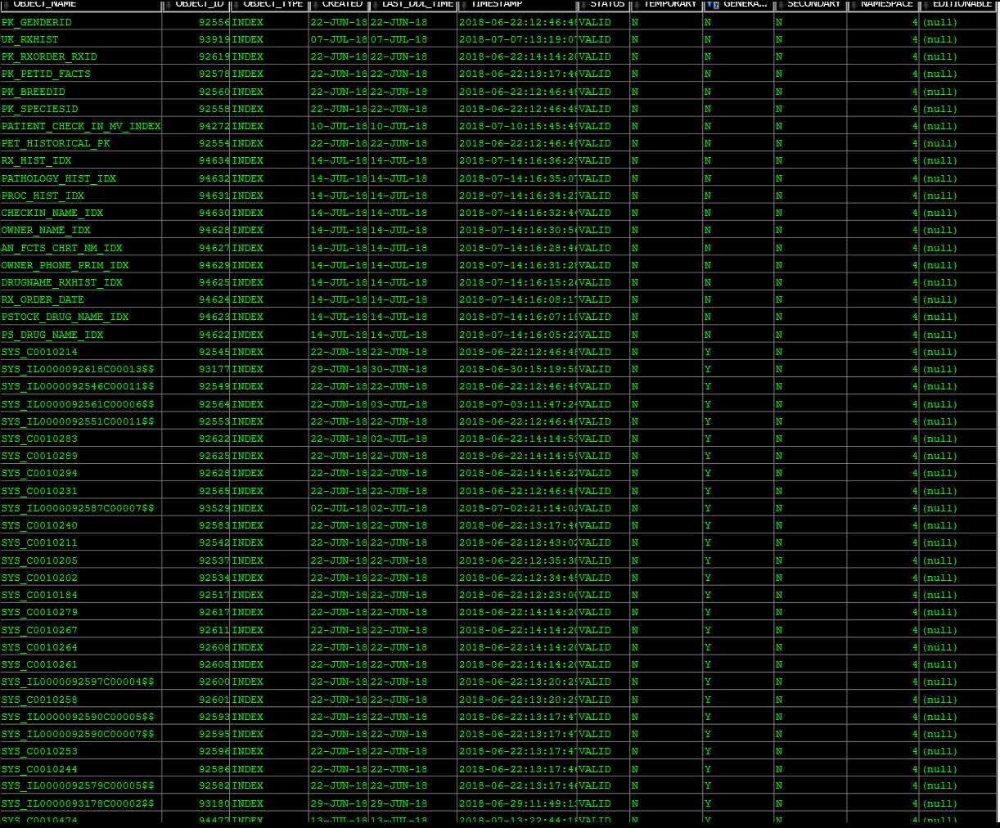 OBJECT_NAME OBJECT_ID OBJECT_TYPE CREATED LAST_DDL_TIME TIMESTAMP STATUS TEMPORARY GENERA... SECONDARY NAMESPACE EDITIONABLE
PK_GENDERID 92556 INDEX 22-JUN-18 22-JUN-18 2018-06-22:12:46:48 VALID N N N 4 (null)
UK_RXHIST 93919 INDEX 07-JUL-18 07-JUL-18 2018-07-07:13:19:07 VALID N N N 4 (null)
PK_RXORDER_RXID 92619 INDEX 22-JUN-18 22-JUN-18 2018-06-22:14:14:20 VALID N N N 4 (null)
PK_PETID_FACTS 92578 INDEX 22-JUN-18 22-JUN-18 2018-06-22:13:17:46 VALID N N N 4 (null)
PK_BREEDID 92560 INDEX 22-JUN-18 22-JUN-18 2018-06-22:12:46:48 VALID N N N 4 (null)
PK_SPECIESID 92558 INDEX 22-JUN-18 22-JUN-18 2018-06-22:12:46:48 VALID N N N 4 (null)
PATIENT_CHECK_IN_MV_INDEX 94272 INDEX 10-JUL-18 10-JUL-18 2018-07-10:15:45:4 VALID N N N 4 (null)
PET_HISTORICAL_PK 92554 INDEX 22-JUN-18 22-JUN-18 2018-06-22:12:46:48 VALID N N N 4 (null)
RX_HIST_IDX 94634 INDEX 14-JUL-18 14-JUL-18 2018-07-14:16:36:2 VALID N N N 4 (null)
PATHOLOGY_HIST_IDX 94632 INDEX 14-JUL-18 14-JUL-18 2018-07-14:16:35:0 VALID N N N 4 (null)
PROC_HIST_IDX 94631 INDEX 14-JUL-18 14-JUL-18 2018-07-14:16:34:2 VALID N N N 4 (null)
CHECKIN_NAME_IDX 94630 INDEX 14-JUL-18 14-JUL-18 2018-07-14:16:32:4 VALID N N N 4 (null)
OWNER_NAME_IDX 94628 INDEX 14-JUL-18 14-JUL-18 2018-07-14:16:30:5 VALID N N N 4 (null)
AN_FCTS_CHRT_NM_IDX 94627 INDEX 14-JUL-18 14-JUL-18 2018-07-14:16:28:4 VALID N N N 4 (null)
OWNER_PHONE_PRIM_IDX 94629 INDEX 14-JUL-18 14-JUL-18 2018-07-14:16:31:2 VALID N N N 4 (null)
DRUGNAME_RXHIST_IDX 94625 INDEX 14-JUL-18 14-JUL-18 2018-07-14:16:15:2 VALID N N N 4 (null)
RX_ORDER_DATE 94624 INDEX 14-JUL-18 14-JUL-18 2018-07-14:16:08:1 VALID N N N 4 (null)
PSTOCK_DRUG_NAME_IDX 94623 INDEX 14-JUL-18 14-JUL-18 2018-07-14:16:07:1 VALID N N N 4 (null)
PS_DRUG_NAME_IDX 94622 INDEX 14-JUL-18 14-JUL-18 2018-07-14:16:05:2 VALID N N N 4 (null)
SYS_C0010214 92545 INDEX 22-JUN-18 22-JUN-18 2018-06-22:12:46:48 VALID N Y N 4 (null)
SYS_IL0000092618C00013$$ 93177 INDEX 29-JUN-18 30-JUN-18 2018-06-30:15:19:5 VALID N Y N 4 (null)
SYS_IL0000092546C00011$$ 92549 INDEX 22-JUN-18 22-JUN-18 2018-06-22:12:46:48 VALID N Y N 4 (null)
SYS_IL0000092561C00006$$ 92564 INDEX 22-JUN-18 03-JUL-18 2018-07-03:11:47:2 VALID N Y N 4 (null)
SYS_IL0000092551C00011$$ 92553 INDEX 22-JUN-18 22-JUN-18 2018-06-22:12:46:48 VALID N Y N 4 (null)
SYS_C0010283 92622 INDEX 22-JUN-18 02-JUL-18 2018-06-22:14:14:5 VALID N Y N 4 (null)
SYS_C0010289 92625 INDEX 22-JUN-18 22-JUN-18 2018-06-22:14:14:5 VALID N Y N 4 (null)
SYS_C0010294 92628 INDEX 22-JUN-18 22-JUN-18 2018-06-22:14:16:2 VALID N Y N 4 (null)
SYS_C0010231 92565 INDEX 22-JUN-18 22-JUN-18 2018-06-22:12:46:48 VALID N Y N 4 (null)
SYS_IL0000092587C00007$$ 93529 INDEX 02-JUL-18 02-JUL-18 2018-07-02:21:14:0 VALID N Y N 4 (null)
SYS_C0010240 92583 INDEX 22-JUN-18 22-JUN-18 2018-06-22:13:17:46 VALID N Y N 4 (null)
SYS_C0010211 92542 INDEX 22-JUN-18 22-JUN-18 2018-06-22:12:43:0 VALID N Y N 4 (null)
SYS_C0010205 92537 INDEX 22-JUN-18 22-JUN-18 2018-06-22:12:35:3 VALID N Y N 4 (null)
SYS_C0010202 92534 INDEX 22-JUN-18 22-JUN-18 2018-06-22:12:34:4 VALID N Y N 4 (null)
SYS_C0010184 92517 INDEX 22-JUN-18 22-JUN-18 2018-06-22:12:23:0 VALID N Y N 4 (null)
SYS_C0010279 92617 INDEX 22-JUN-18 22-JUN-18 2018-06-22:14:14:20 VALID N Y N 4 (null)
SYS_C0010267 92611 INDEX 22-JUN-18 22-JUN-18 2018-06-22:14:14:20 VALID N Y N 4 (null)
SYS_C0010264 92608 INDEX 22-JUN-18 22-JUN-18 2018-06-22:14:14:20 VALID N Y N 4 (null)
SYS_C0010261 92605 INDEX 22-JUN-18 22-JUN-18 2018-06-22:14:14:20 VALID N Y N 4 (null)
SYS_IL0000092597C00004$$ 92600 INDEX 22-JUN-18 22-JUN-18 2018-06-22:13:20:2 VALID N Y N 4 (null)
SYS_C0010258 92601 INDEX 22-JUN-18 22-JUN-18 2018-06-22:13:20:2 VALID N Y N 4 (null)
SYS_IL0000092590C00005$$ 92593 INDEX 22-JUN-18 22-JUN-18 2018-06-22:13:17:47 VALID N Y N 4 (null)
SYS_IL0000092590C00007$$ 92595 INDEX 22-JUN-18 22-JUN-18 2018-06-22:13:17:47 VALID N Y N 4 (null)
SYS_C0010253 92596 INDEX 22-JUN-18 22-JUN-18 2018-06-22:13:17:47 VALID N Y N 4 (null)
SYS_C0010244 92586 INDEX 22-JUN-18 22-JUN-18 2018-06-22:13:17:46 VALID N Y N 4 (null)
SYS_IL0000092579C00005$$ 92582 INDEX 22-JUN-18 22-JUN-18 2018-06-22:13:17:46 VALID N Y N 4 (null)
SYS_IL0000093178C00002$$ 93180 INDEX 29-JUN-18 29-JUN-18 2018-06-29:11:49:1 VALID N Y N 4 (null)
SYS_C0010474 94477 INDEX 13-JUL-18 13-JUL-18 2018-07-13:22:44:1 VALID N Y N 4 (null)